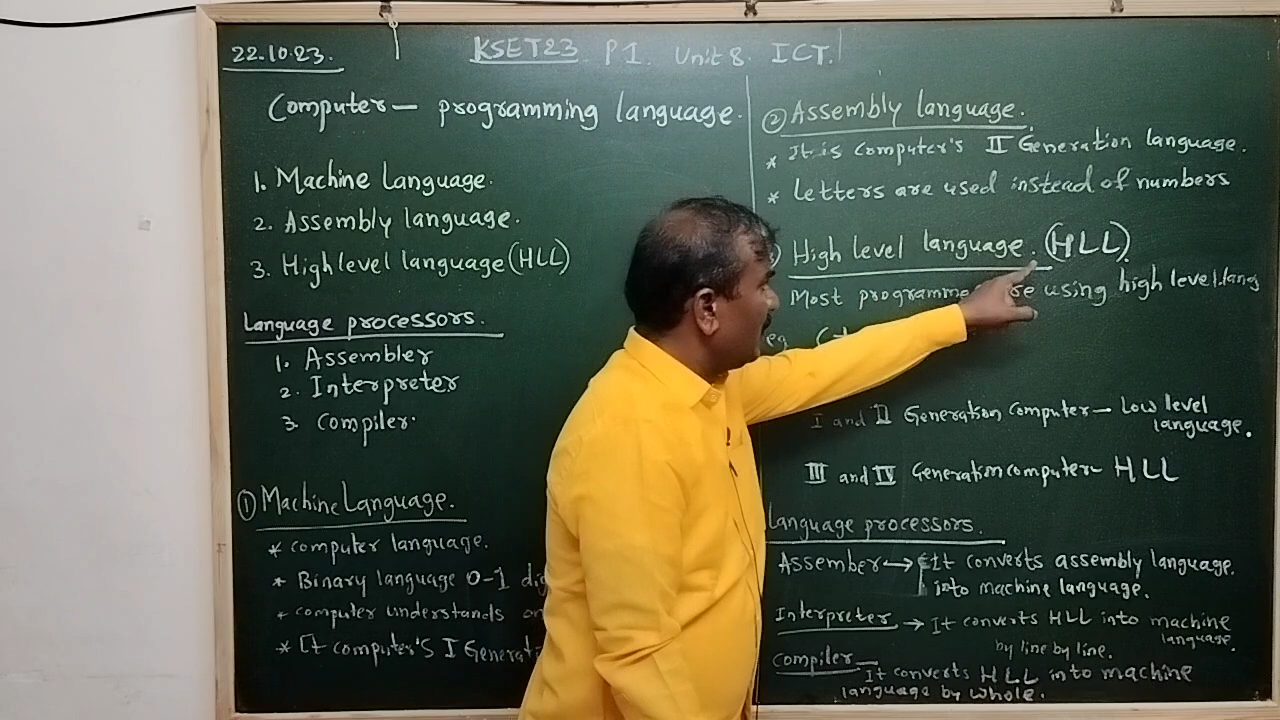 22.10.23.
KSET23 P1. Unit 8. ICT.
Computer— programming language.
1. Machine Language.
2. Assembly language.
3. High level language (HLL)
Language processors.
1. Assembler
2. Interpreter
3. Compiler.
① Machine Language.
* computer language.
* Binary language 0-1
* computer understands
* It computer's I
② Assembly language.
* It is computer's II Generation language.
* Letters are used instead of numbers
High level language. (HLL).
Most using high level
eg
I and II Generation computer— Low level
language.
III and IV Generation computer— HLL
Language processors.
Assember → It converts assembly language.
into machine language.
Interpreter → It converts HLL into machine
language.
by line by line.
Compiler— It converts HLL into machine
language by whole.